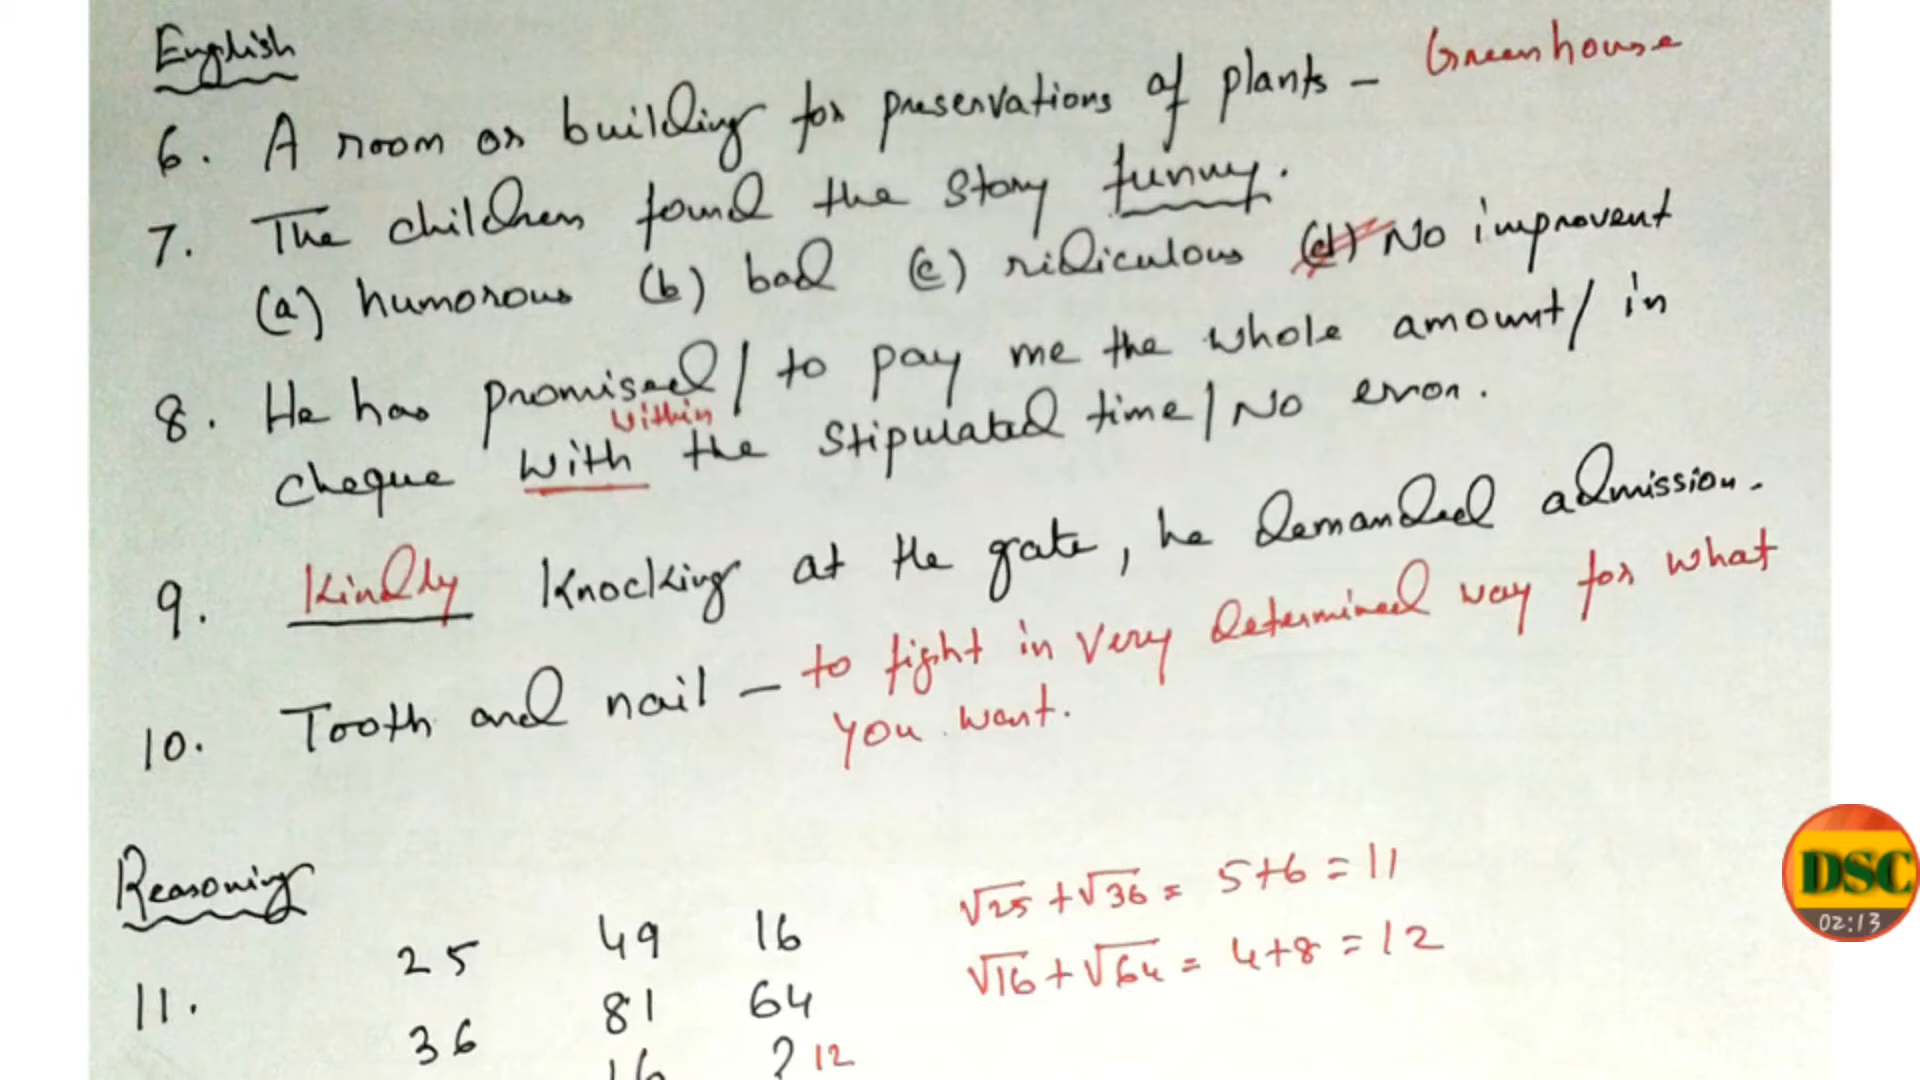 English
6. A room or building for preservations of plants - Greenhouse
7. The children found the story funny.
(a) humorous (b) bad (c) ridiculous (d) No improvent
8. He has promised / to pay me the whole amount / in
within
cheque with the stipulated time / No error.
9. Kindly Knocking at the gate, he demanded admission.
10. Tooth and nail - to fight in very determined way for what
you want.
Reasoning
11. 25 49 16
36 81 64
16 ? 12
√25 + √36 = 5+6 = 11
√16 + √64 = 4+8 = 12
DSC
02:13